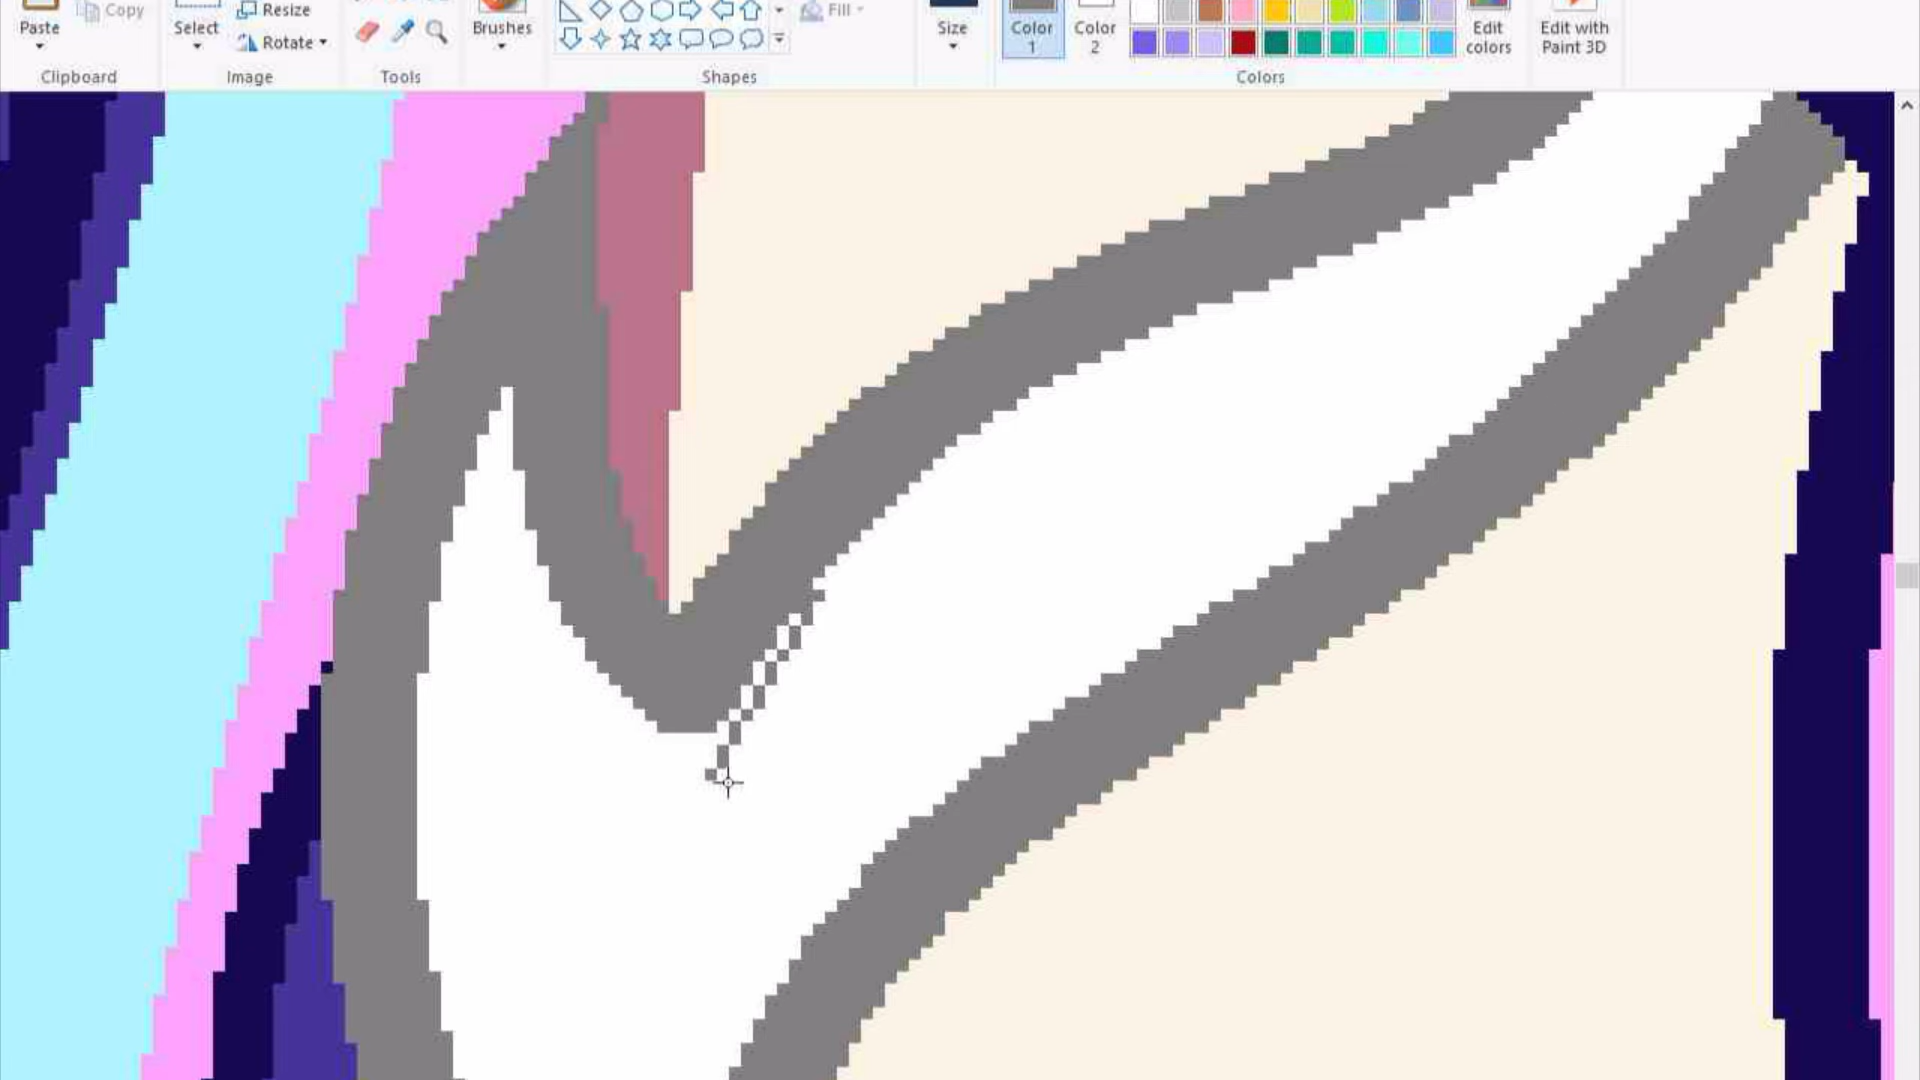 Paste
Copy
Select
Resize
Rotate
Brushes
Fill
Size
Color
1
Color
2
Edit
colors
Edit with
Paint 3D
Clipboard
Image
Tools
Shapes
Colors